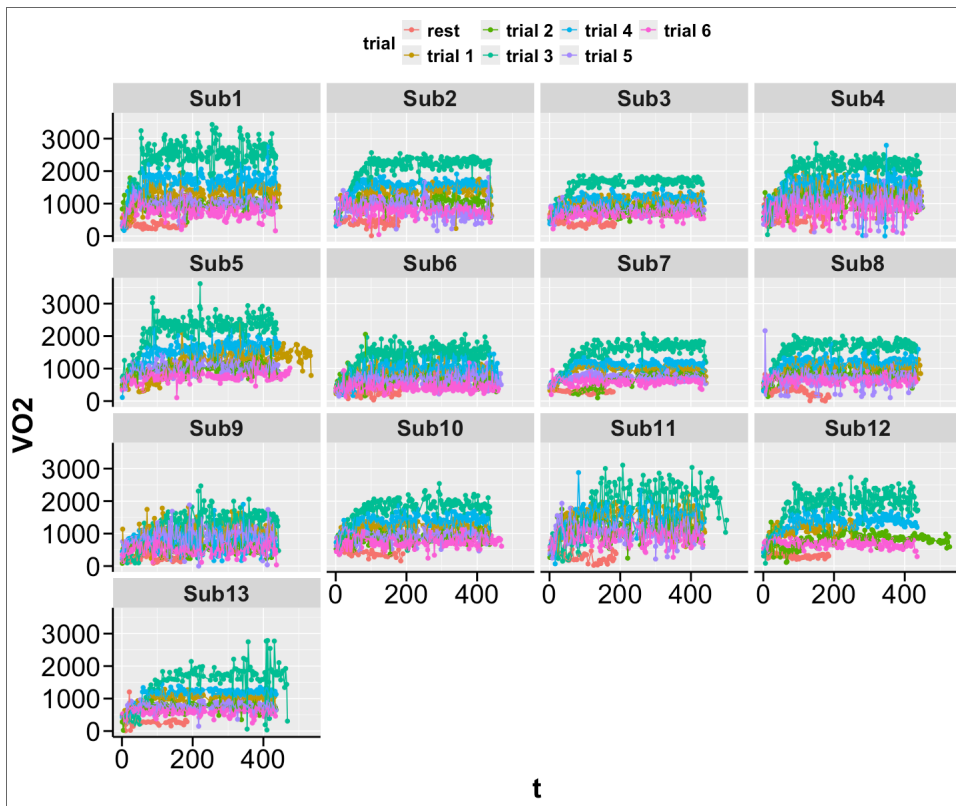 trial rest trial 2 trial 4 trial 6
trial 1 trial 3 trial 5
Sub1 Sub2 Sub3 Sub4
3000
2000
1000
0
Sub5 Sub6 Sub7 Sub8
3000
2000
1000
0
VO2
Sub9 Sub10 Sub11 Sub12
3000
2000
1000
0
0 200 400 0 200 400 0 200 400
Sub13
3000
2000
1000
0
0 200 400
t